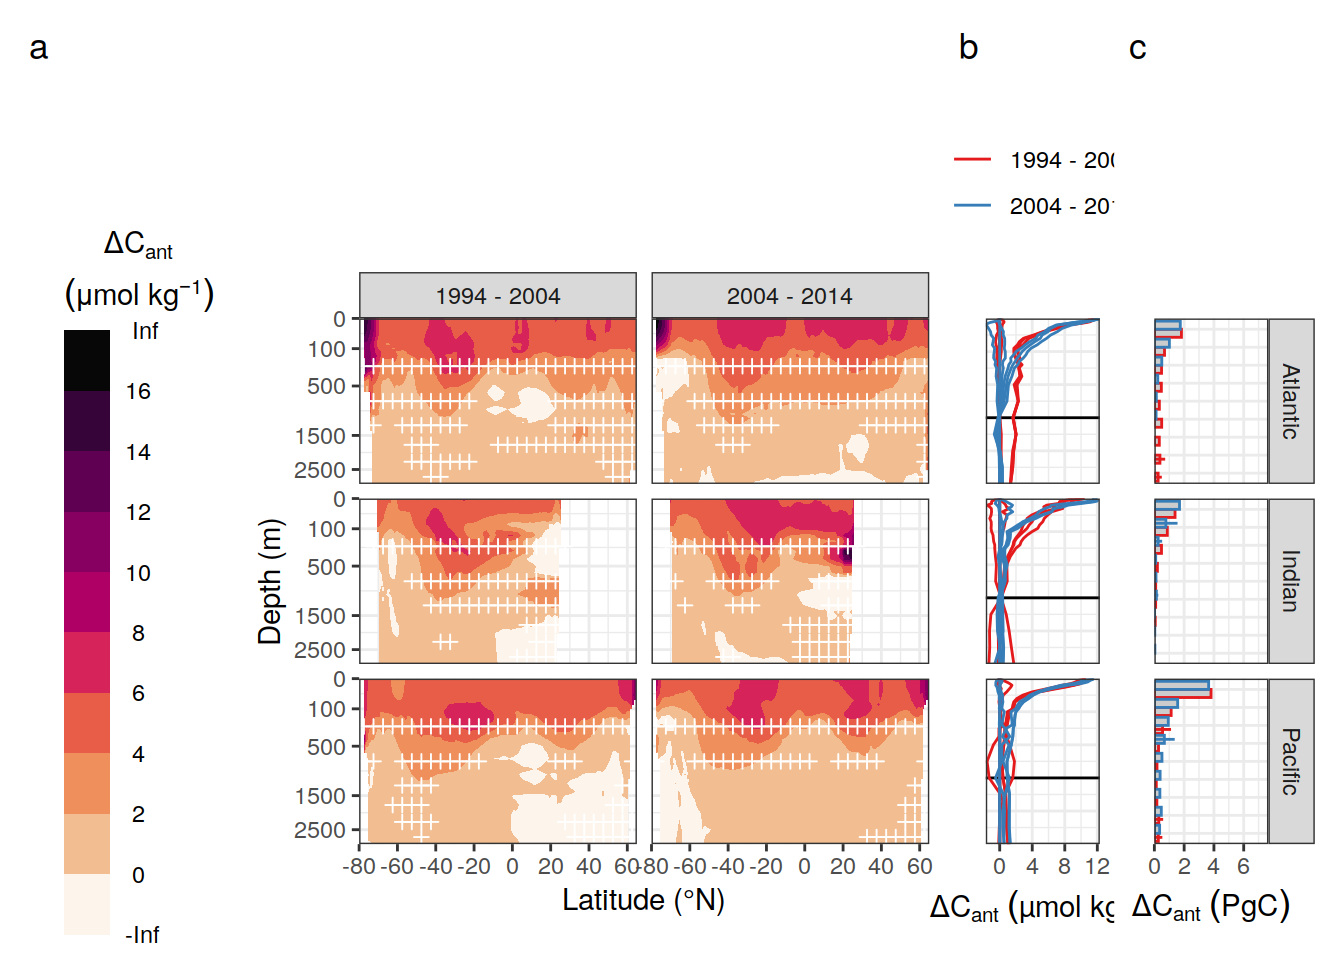 a
b
c
1994 - 200
2004 - 201
ΔCant
(μmol kg⁻¹)
Inf
16
14
12
10
8
6
4
2
0
-Inf
1994 - 2004
2004 - 2014
0
100
500
1500
2500
Atlantic
0
100
500
1500
2500
Indian
0
100
500
1500
2500
Pacific
Depth (m)
-80 -60 -40 -20 0 20 40 60
-80 -60 -40 -20 0 20 40 60
0 4 8 12
0 2 4 6
Latitude (°N)
ΔCant (μmol kg
ΔCant (PgC)